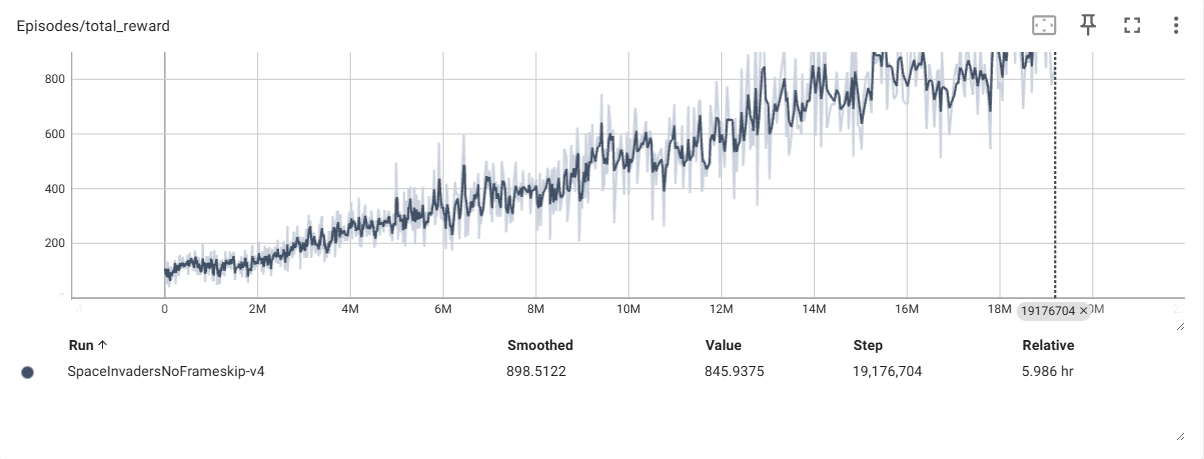 Episodes/total_reward
800
600
400
200
0
0 2M 4M 6M 8M 10M 12M 14M 16M 18M 19176704 × 0M
Run ↑ Smoothed Value Step Relative
SpaceInvadersNoFrameskip-v4 898.5122 845.9375 19,176,704 5.986 hr